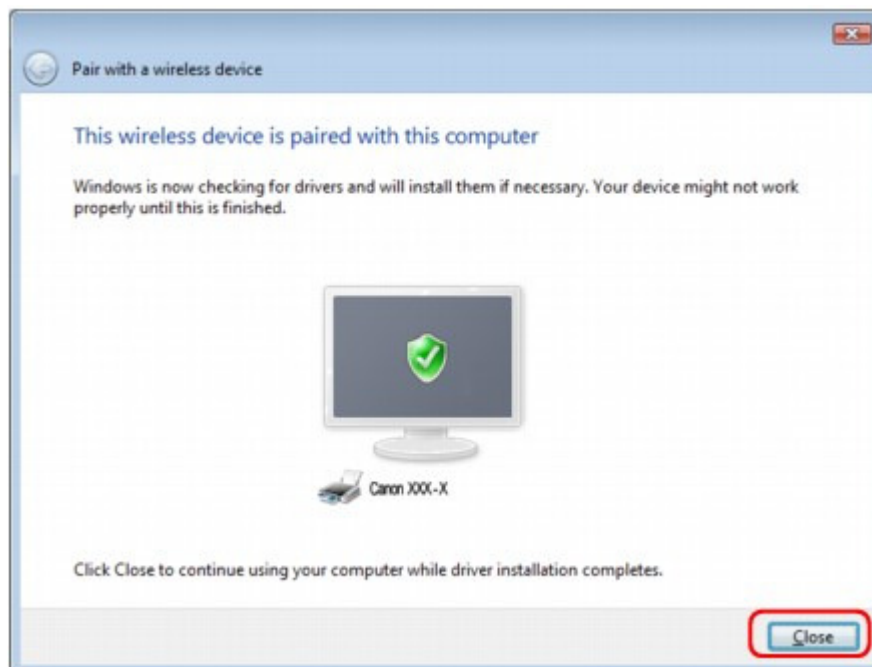 Pair with a wireless device
This wireless device is paired with this computer
Windows is now checking for drivers and will install them if necessary. Your device might not work
properly until this is finished.
Canon XXX-X
Click Close to continue using your computer while driver installation completes.
Close